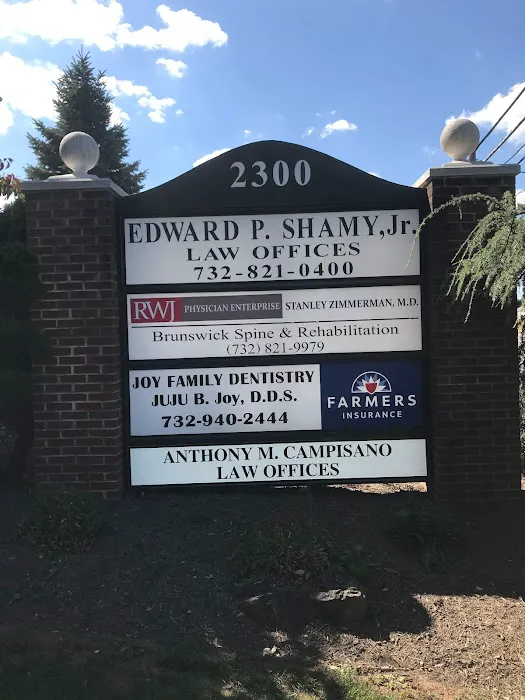 2300
EDWARD P. SHAMY, Jr.
LAW OFFICES
732-821-0400
RWJ PHYSICIAN ENTERPRISE STANLEY ZIMMERMAN, M.D.
Brunswick Spine & Rehabilitation
(732) 821-9979
JOY FAMILY DENTISTRY
JUJU B. Joy, D.D.S.
732-940-2444
FARMERS
INSURANCE
ANTHONY M. CAMPISANO
LAW OFFICES